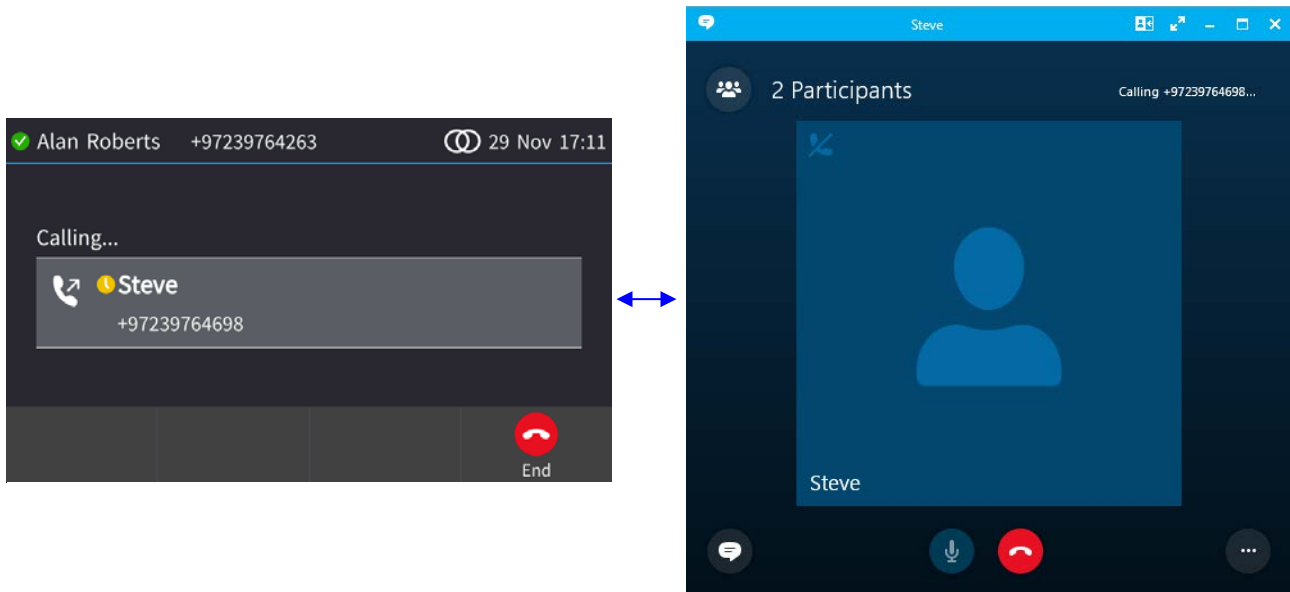 Alan Roberts +97239764263 29 Nov 17:11
Calling...
Steve
+97239764698
End
Steve
2 Participants Calling +97239764698...
Steve